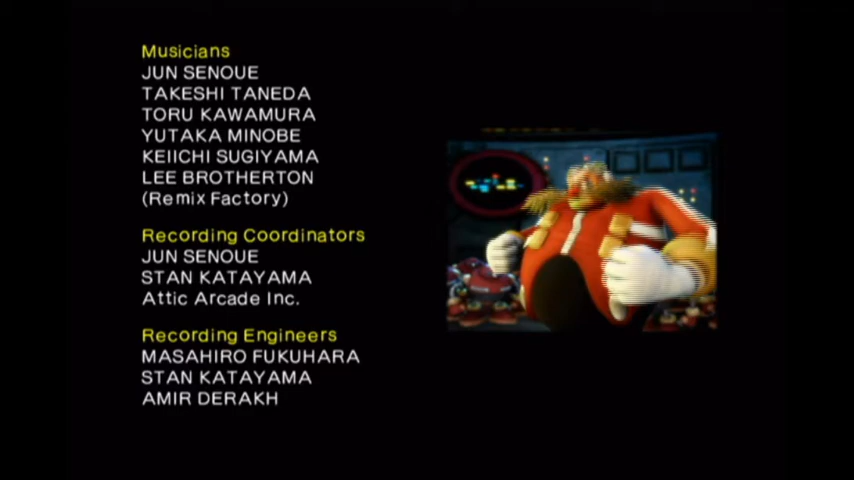 Musicians
JUN SENOUE
TAKESHI TANEDA
TORU KAWAMURA
YUTAKA MINOBE
KEIICHI SUGIYAMA
LEE BROTHERTON
(Remix Factory)
Recording Coordinators
JUN SENOUE
STAN KATAYAMA
Attic Arcade Inc.
Recording Engineers
MASAHIRO FUKUHARA
STAN KATAYAMA
AMIR DERAKH